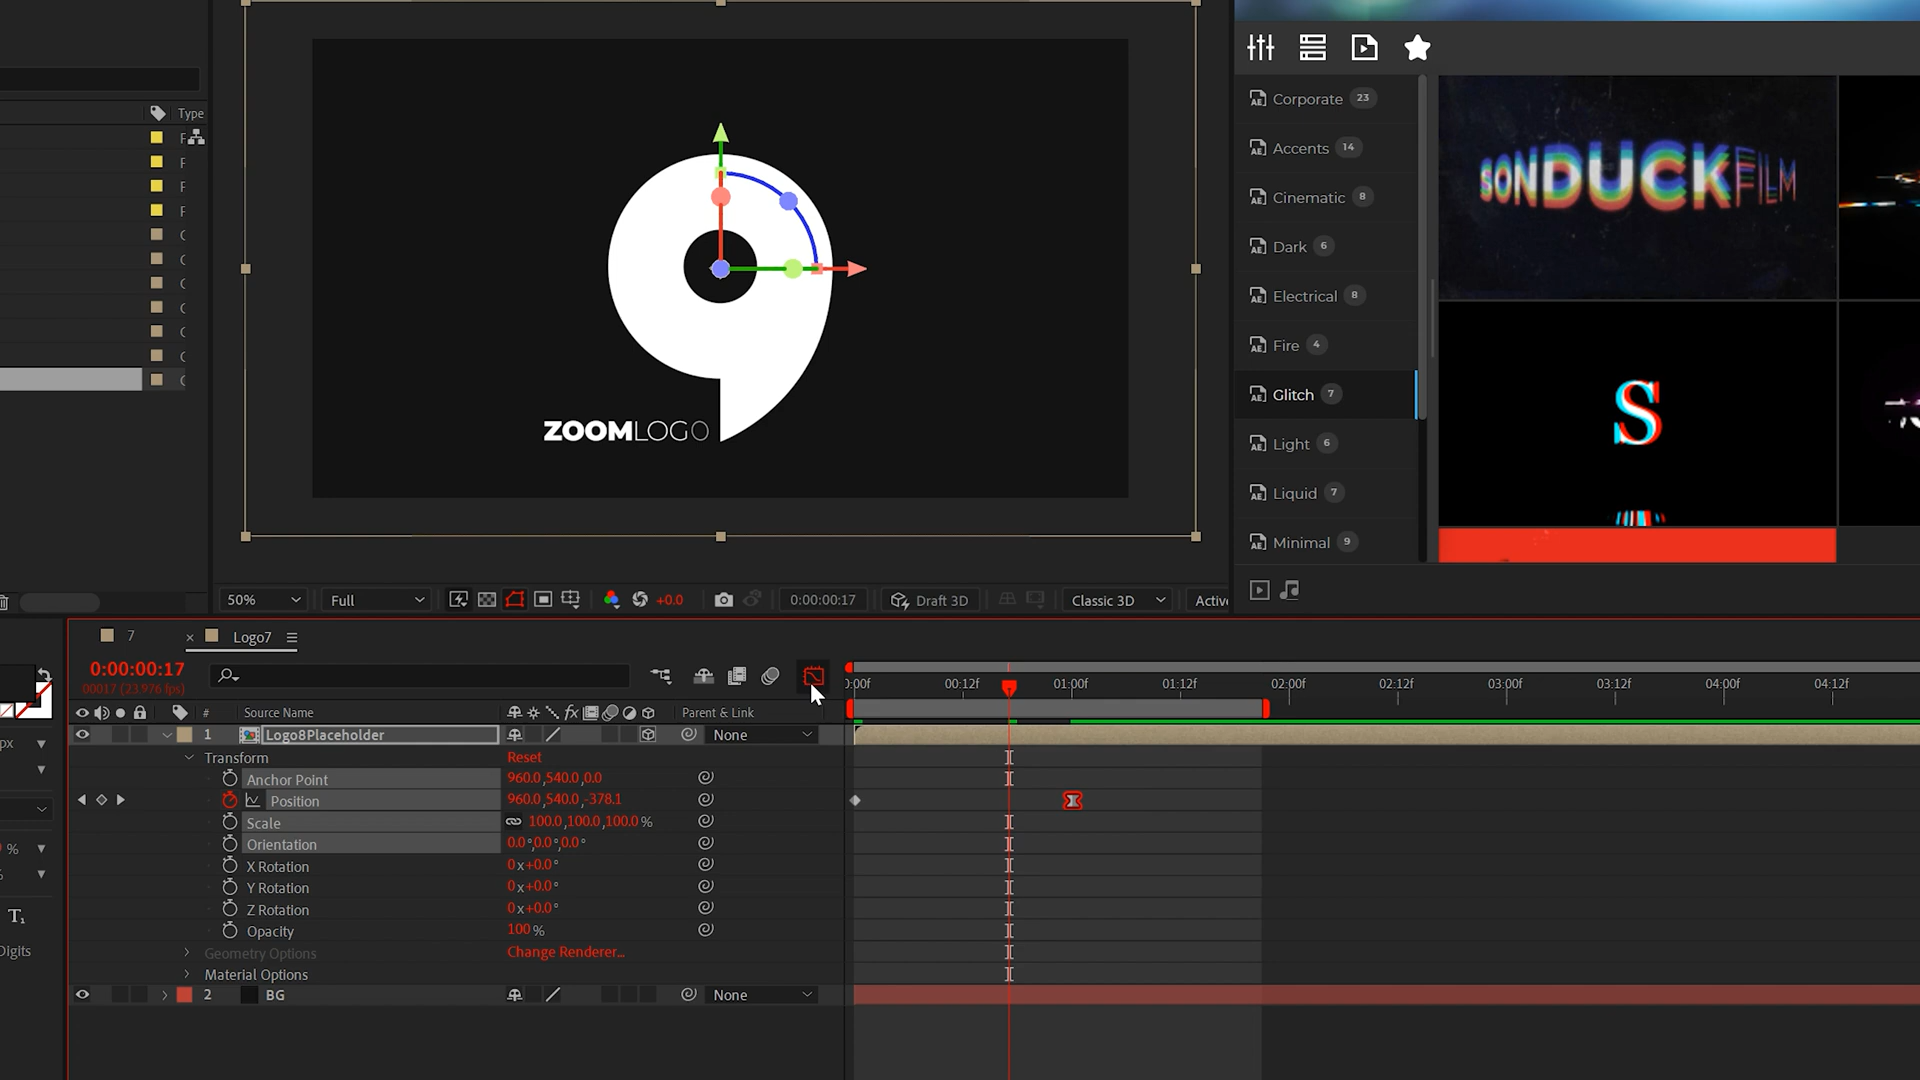 Type
F
F
F
F
C
C
C
C
C
C
C
ZOOMLOGO
50%
Full
+0.0
0:00:00:17
Draft 3D
Classic 3D
Active
Corporate 23
Accents 14
Cinematic 8
Dark 6
Electrical 8
Fire 4
Glitch 7
Light 6
Liquid 7
Minimal 9
SONDUCKFILM
S
7
× Logo7
0:00:00:17
00017 (23.976 fps)
0:00f 00:12f 01:00f 01:12f 02:00f 02:12f 03:00f 03:12f 04:00f 04:12f
# Source Name
fx
Parent & Link
px
1 Logo8Placeholder None
Transform Reset
Anchor Point 960.0,540.0,0.0
Position 960.0,540.0,-378.1
Scale 100.0,100.0,100.0%
Orientation 0.0°,0.0°,0.0°
X Rotation 0x+0.0°
Y Rotation 0x+0.0°
Z Rotation 0x+0.0°
Opacity 100%
Geometry Options Change Renderer...
Material Options
2 BG None
%
%
T₁
Digits